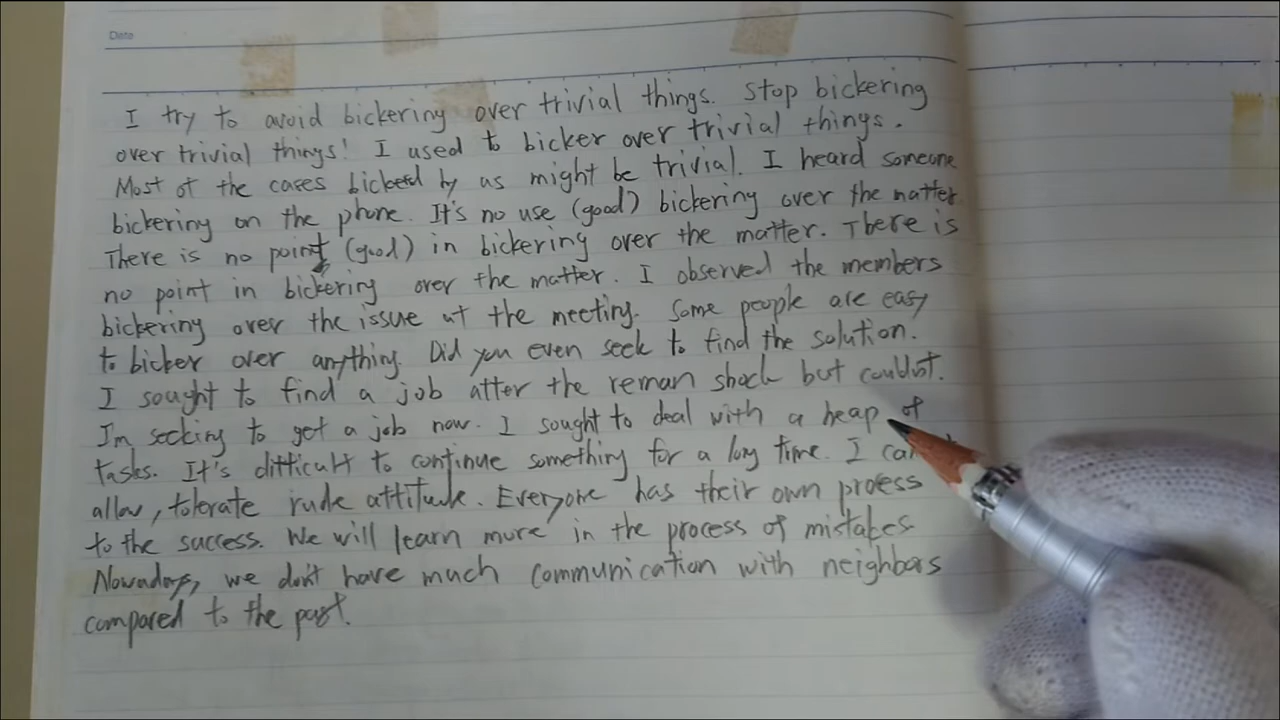 Date
I try to avoid bickering over trivial things. Stop bickering
over trivial things! I used to bicker over trivial things.
Most of the cases bickered by us might be trivial. I heard someone
bickering on the phone. It's no use (good) bickering over the matter.
There is no point (good) in bickering over the matter. There is
no point in bickering over the matter. I observed the members
bickering over the issue at the meeting. Some people are easy
to bicker over anything. Did you even seek to find the solution.
I sought to find a job after the reman shock but couldn't.
I'm seeking to get a job now. I sought to deal with a heap of
tasks. It's difficult to continue something for a long time. I
allow, tolerate rude attitude. Everyone has their own process
to the success. We will learn more in the process of mistakes
Nowadays, we don't have much communication with neighbors
compared to the past.